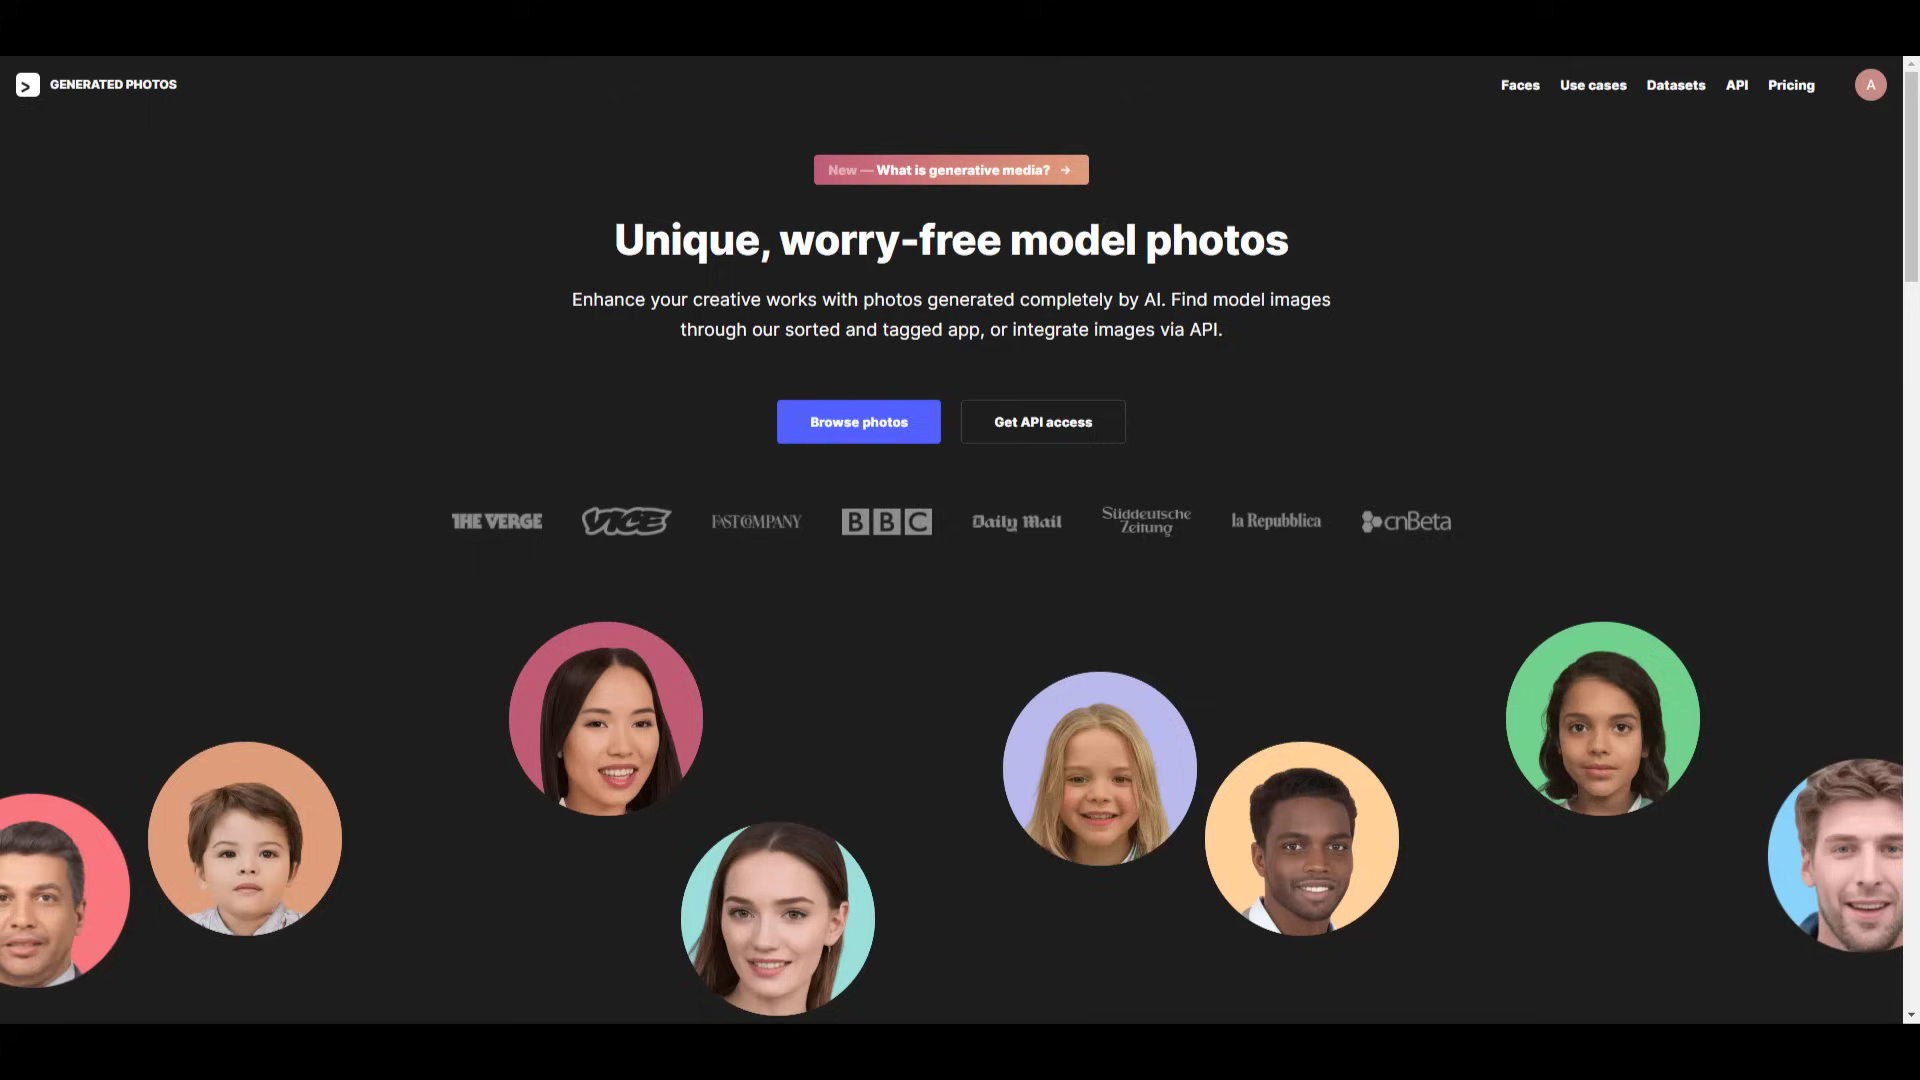 GENERATED PHOTOS
Faces
Use cases
Datasets
API
Pricing
A
New — What is generative media? →
Unique, worry-free model photos
Enhance your creative works with photos generated completely by AI. Find model images
through our sorted and tagged app, or integrate images via API.
Browse photos
Get API access
THE VERGE
VICE
FAST COMPANY
BBC
Daily Mail
Süddeutsche
Zeitung
la Repubblica
cnBeta